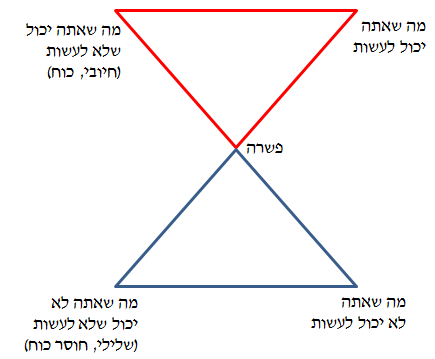 מה שאתה
יכול לעשות
מה שאתה יכול
שלא לעשות
(חיובי, כוח)
פשרה
מה שאתה
לא יכול לעשות
מה שאתה לא
יכול שלא לעשות
(שלילי, חוסר כוח)